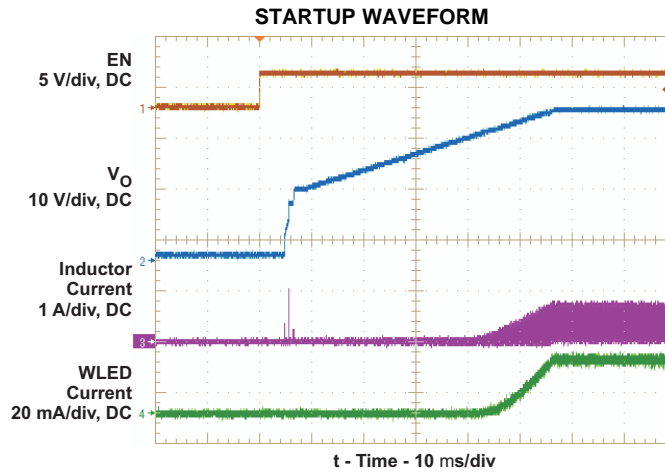 STARTUP WAVEFORM
EN
5 V/div, DC
1
VO
10 V/div, DC
2
Inductor
Current
1 A/div, DC
3
WLED
Current
20 mA/div, DC
4
t - Time - 10 ms/div